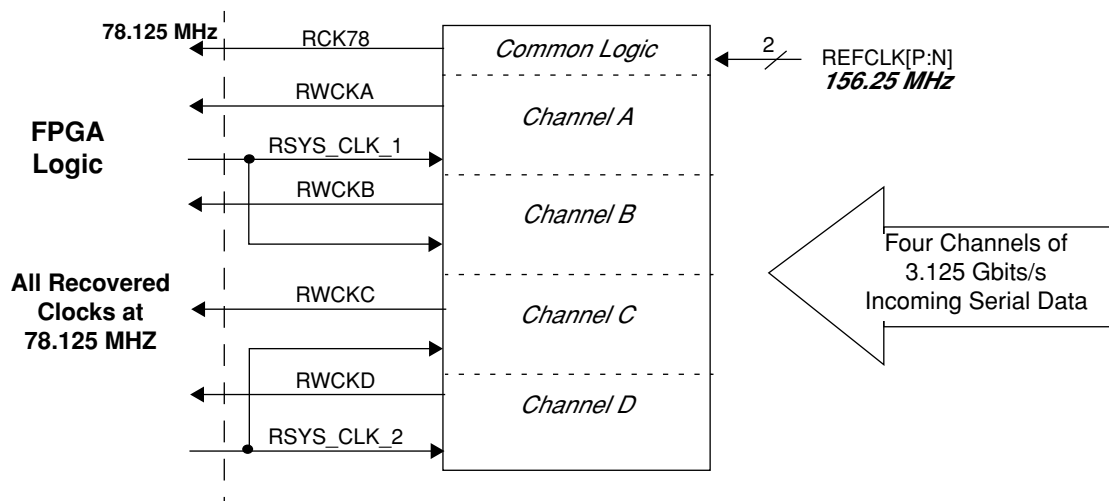 78.125 MHz
RCK78
Common Logic
2
REFCLK[P:N]
156.25 MHz
RWCKA
Channel A
FPGA
Logic
RSYS_CLK_1
RWCKB
Channel B
Four Channels of
3.125 Gbits/s
Incoming Serial Data
All Recovered
Clocks at
78.125 MHZ
RWCKC
Channel C
RWCKD
Channel D
RSYS_CLK_2